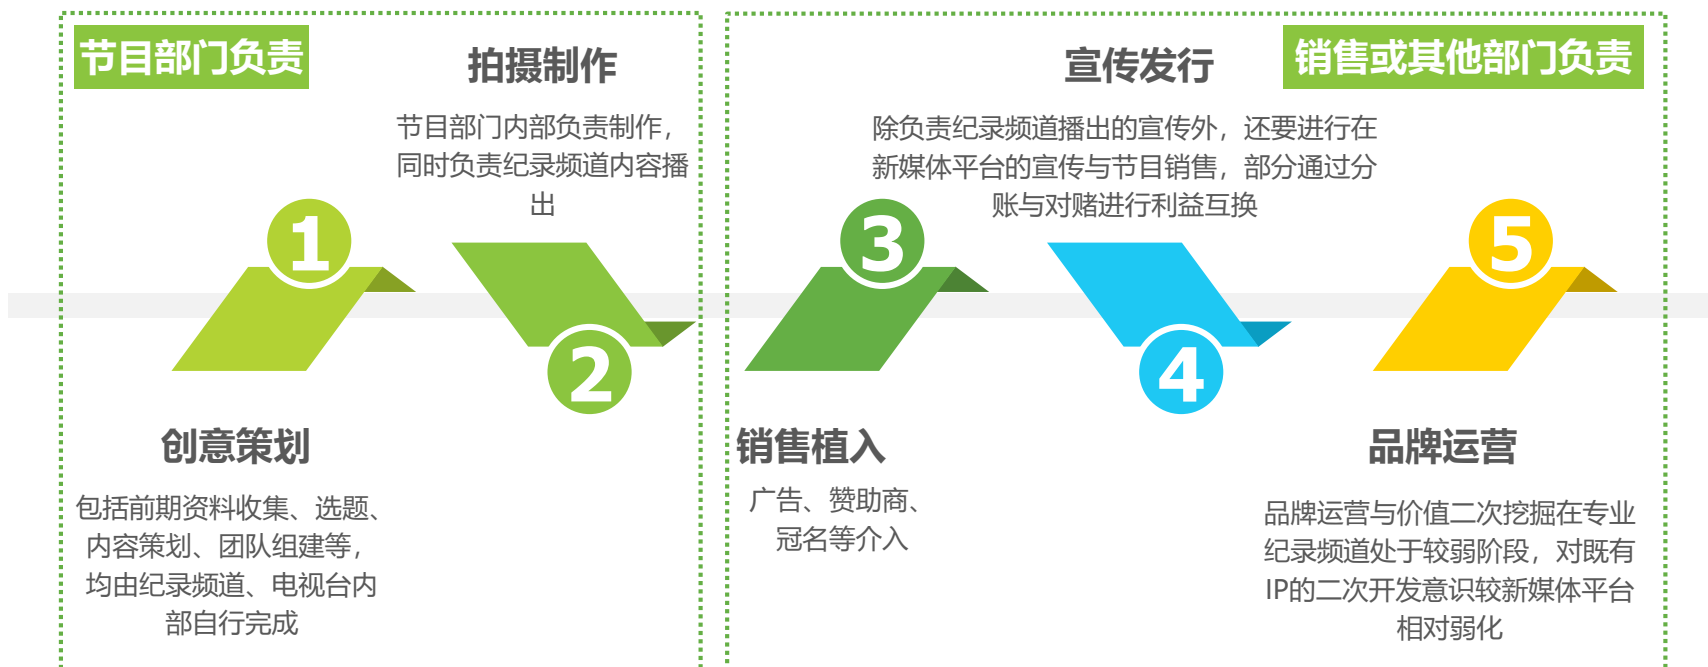 节目部门负责
1
创意策划
包括前期资料收集、选题、
内容策划、团队组建等，
均由纪录频道、电视台内
部自行完成
拍摄制作
节目部门内部负责制作，
同时负责纪录频道内容播
出
2
销售或其他部门负责
3
销售植入
广告、赞助商、
冠名等介入
宣传发行
除负责纪录频道播出的宣传外，还要进行在
新媒体平台的宣传与节目销售，部分通过分
账与对赌进行利益互换
4
5
品牌运营
品牌运营与价值二次挖掘在专业
纪录频道处于较弱阶段，对既有
IP的二次开发意识较新媒体平台
相对弱化